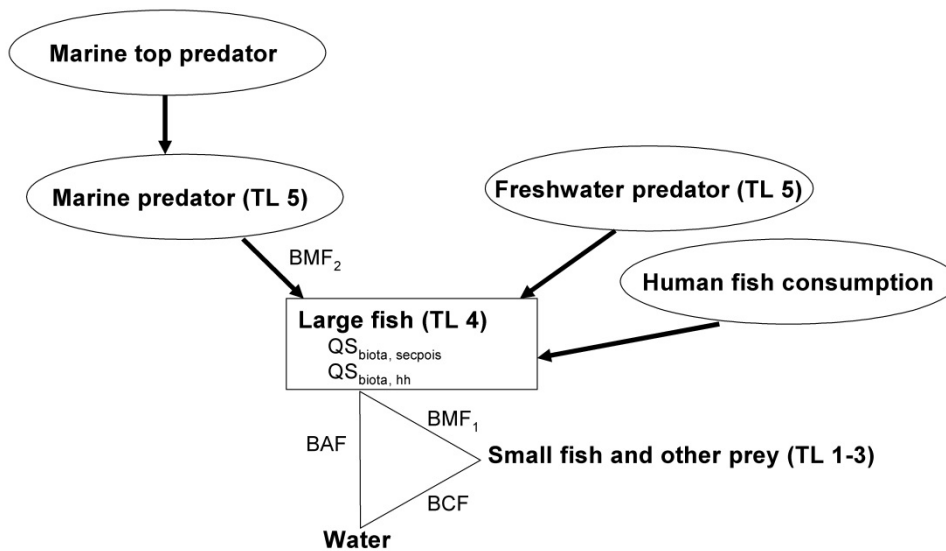 Marine top predator
Marine predator (TL 5)
Freshwater predator (TL 5)
BMF2
Human fish consumption
Large fish (TL 4)
QSbiota, secpois
QSbiota, hh
BMF1
BAF
Small fish and other prey (TL 1-3)
BCF
Water